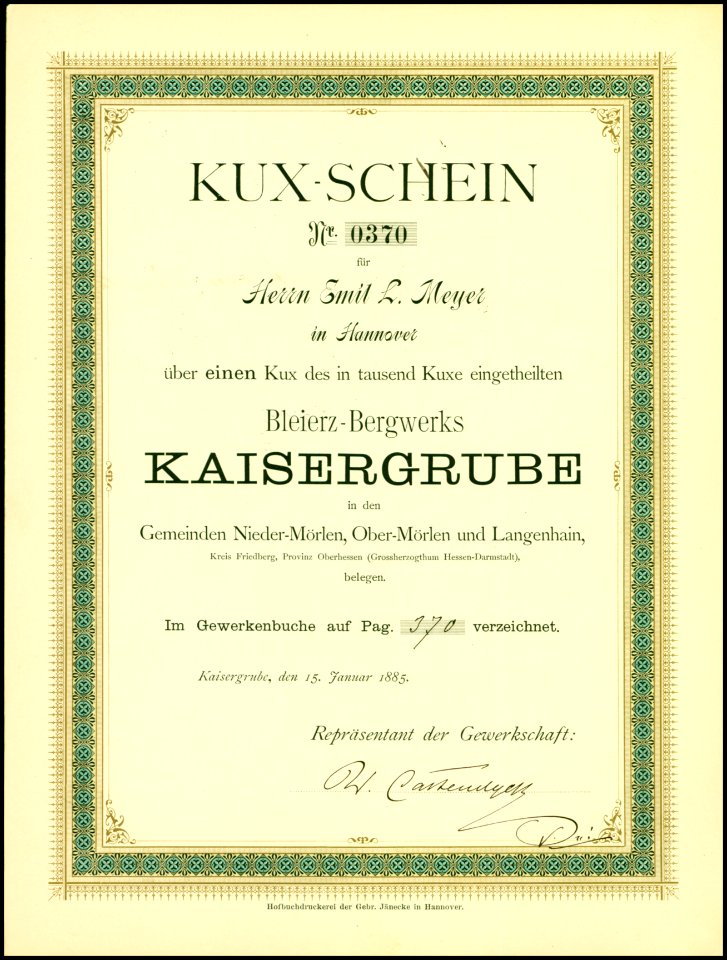 KUX-SCHEIN
Nr. 0370
für
Herrn Emil L. Meyer
in Hannover
über einen Kux des in tausend Kuxe eingetheilten
Bleierz-Bergwerks
KAISERGRUBE
in den
Gemeinden Nieder-Mörlen, Ober-Mörlen und Langenhain,
Kreis Friedberg, Provinz Oberhessen (Grossherzogthum Hessen-Darmstadt),
belegen.
Im Gewerkenbuche auf Pag. 370 verzeichnet.
Kaisergrube, den 15. Januar 1885.
Repräsentant der Gewerkschaft:
W. Castendyck
Hofbuchdruckerei der Gebr. Jänecke in Hannover.